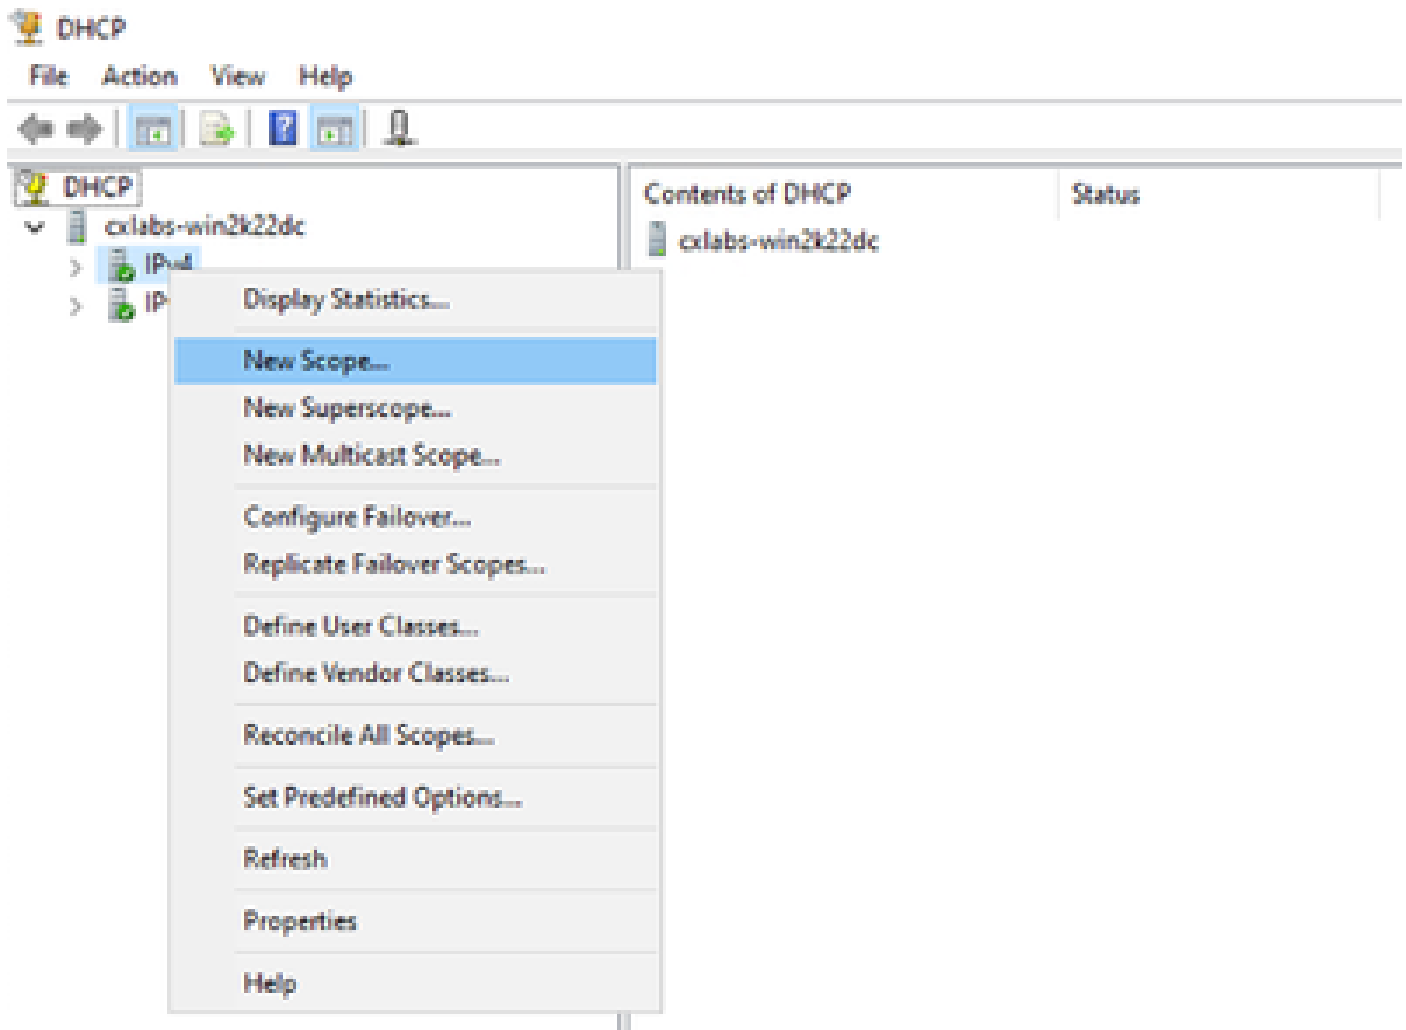 DHCP
File Action View Help
DHCP
cxlabs-win2k22dc
IPv4
IP
Contents of DHCP Status
cxlabs-win2k22dc
Display Statistics...
New Scope...
New Superscope...
New Multicast Scope...
Configure Failover...
Replicate Failover Scopes...
Define User Classes...
Define Vendor Classes...
Reconcile All Scopes...
Set Predefined Options...
Refresh
Properties
Help